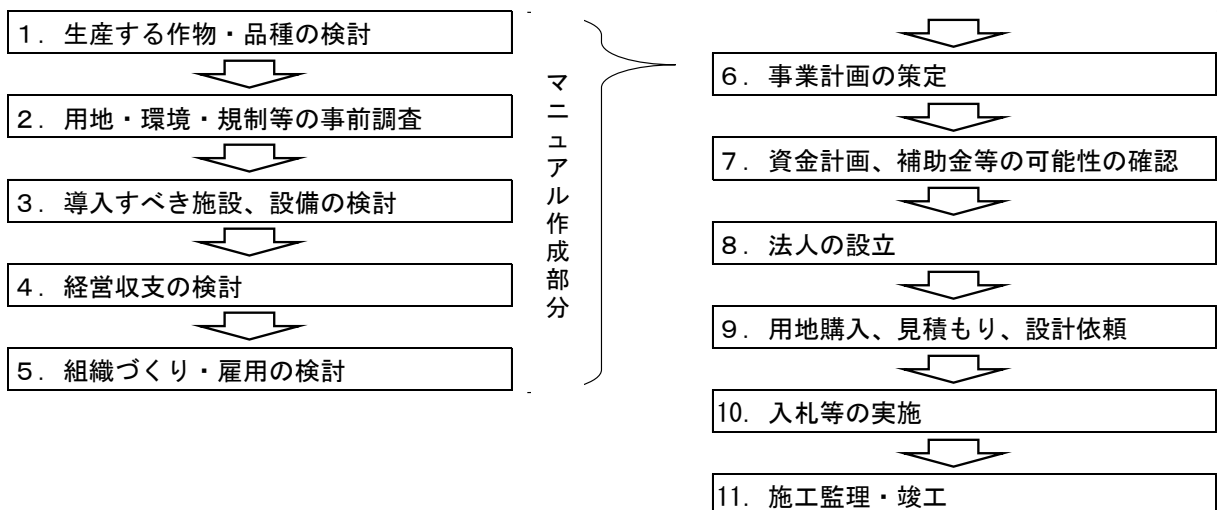 １．生産する作物・品種の検討
２．用地・環境・規制等の事前調査
３．導入すべき施設、設備の検討
４．経営収支の検討
５．組織づくり・雇用の検討
マニュアル作成部分
６．事業計画の策定
７．資金計画、補助金等の可能性の確認
８．法人の設立
９．用地購入、見積もり、設計依頼
10．入札等の実施
11．施工監理・竣工